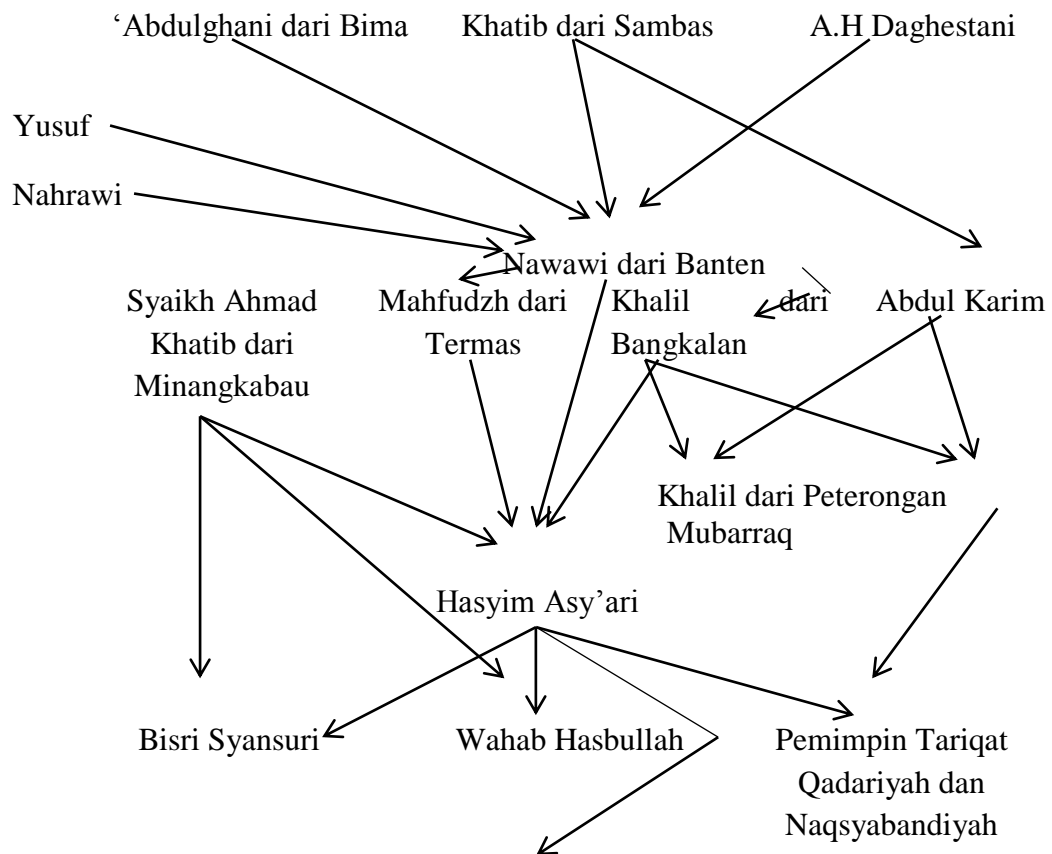 ‘Abdulghani dari Bima Khatib dari Sambas A.H Daghestani
Yusuf
Nahrawi
Nawawi dari Banten
Syaikh Ahmad
Khatib dari
Minangkabau
Mahfudzh dari
Termas
Khalil dari
Bangkalan
Abdul Karim
Khalil dari Peterongan
Mubarraq
Hasyim Asy’ari
Bisri Syansuri
Wahab Hasbullah
Pemimpin Tariqat
Qadariyah dan
Naqsyabandiyah